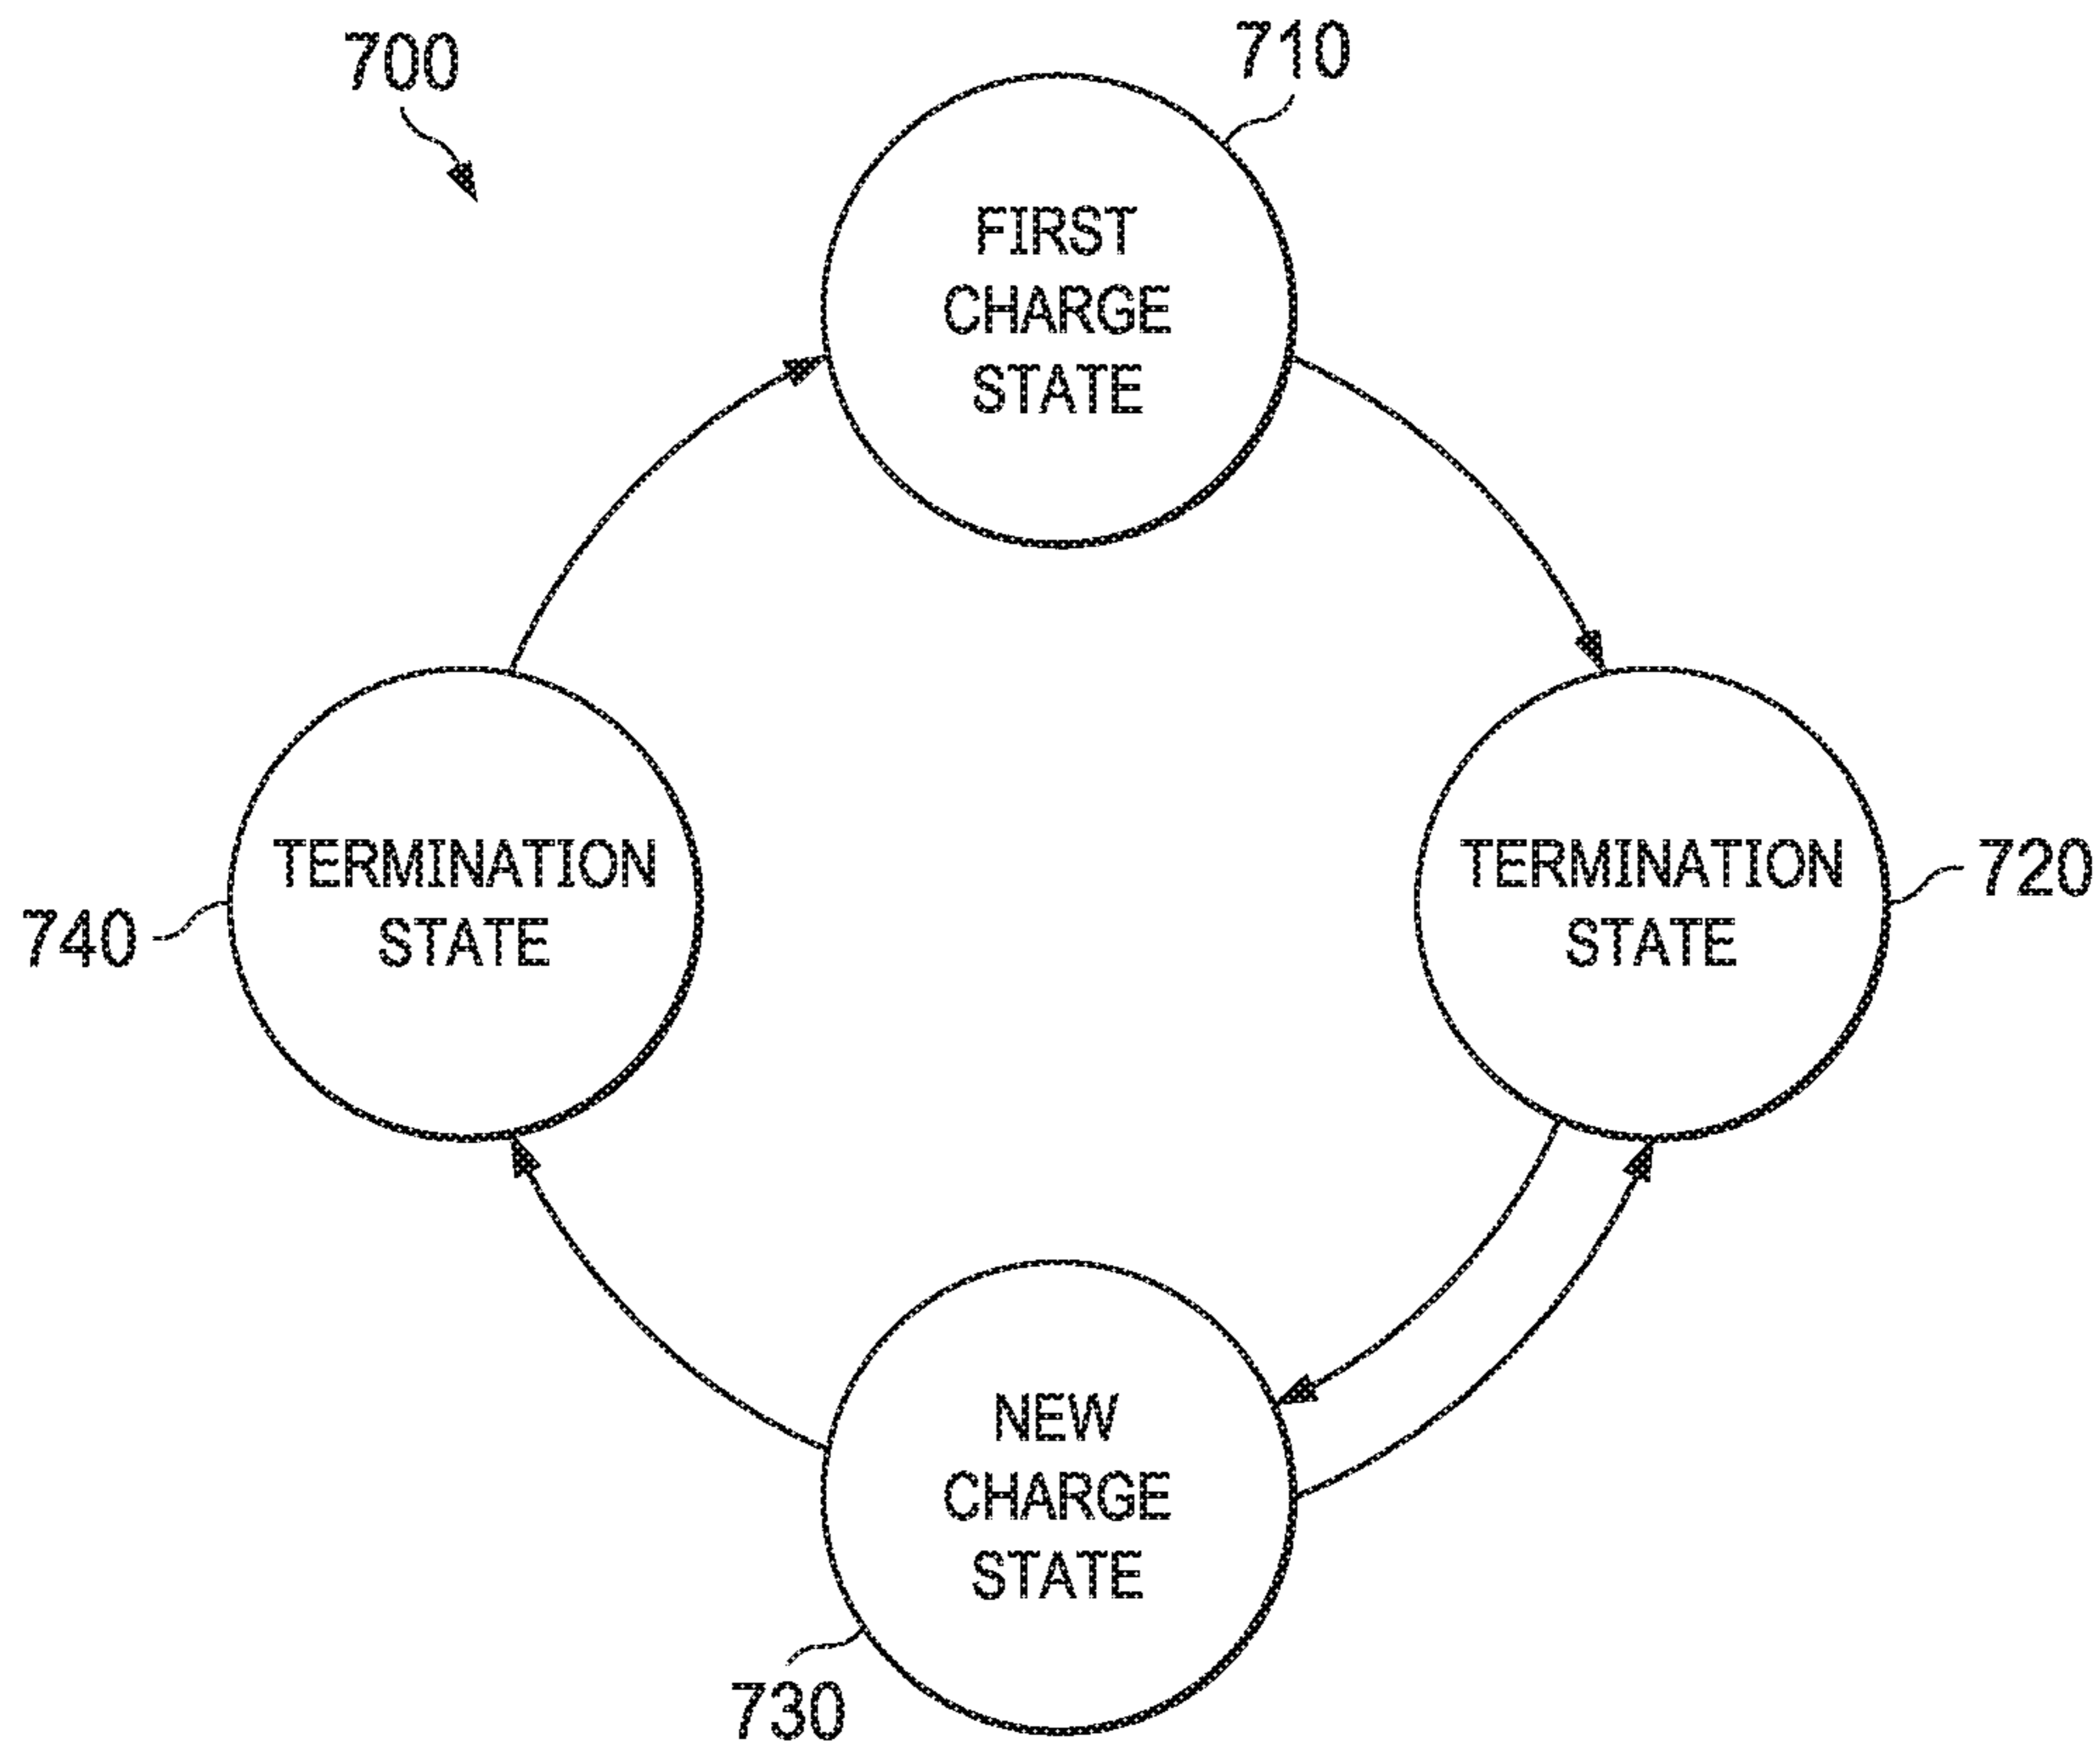 700
710
FIRST
CHARGE
STATE
TERMINATION
STATE
740
TERMINATION
STATE
720
NEW
CHARGE
STATE
730